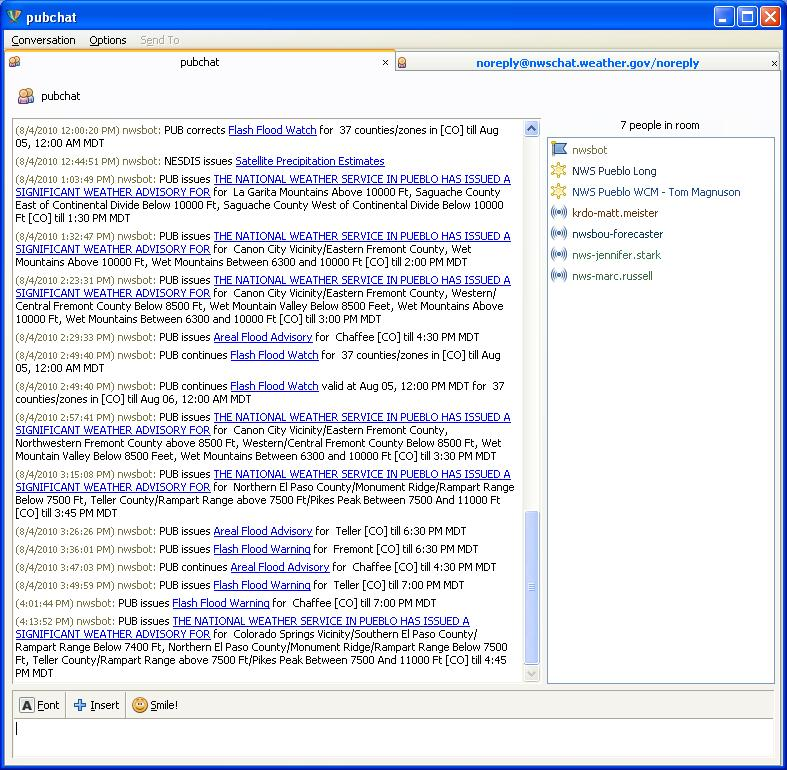 pubchat
Conversation Options Send To
pubchat × noreply@nwschat.weather.gov/noreply ×
pubchat
(8/4/2010 12:00:20 PM) nwsbot: PUB corrects Flash Flood Watch for 37 counties/zones in [CO] till Aug
05, 12:00 AM MDT
(8/4/2010 12:44:51 PM) nwsbot: NESDIS issues Satellite Precipitation Estimates
(8/4/2010 1:03:49 PM) nwsbot: PUB issues THE NATIONAL WEATHER SERVICE IN PUEBLO HAS ISSUED A
SIGNIFICANT WEATHER ADVISORY FOR for La Garita Mountains Above 10000 Ft, Saguache County
East of Continental Divide Below 10000 Ft, Saguache County West of Continental Divide Below 10000
Ft [CO] till 1:30 PM MDT
(8/4/2010 1:32:47 PM) nwsbot: PUB issues THE NATIONAL WEATHER SERVICE IN PUEBLO HAS ISSUED A
SIGNIFICANT WEATHER ADVISORY FOR for Canon City Vicinity/Eastern Fremont County, Wet
Mountains Above 10000 Ft, Wet Mountains Between 6300 and 10000 Ft [CO] till 2:00 PM MDT
(8/4/2010 2:23:31 PM) nwsbot: PUB issues THE NATIONAL WEATHER SERVICE IN PUEBLO HAS ISSUED A
SIGNIFICANT WEATHER ADVISORY FOR for Canon City Vicinity/Eastern Fremont County, Western/
Central Fremont County Below 8500 Ft, Wet Mountain Valley Below 8500 Feet, Wet Mountains Above
10000 Ft, Wet Mountains Between 6300 and 10000 Ft [CO] till 3:00 PM MDT
(8/4/2010 2:29:33 PM) nwsbot: PUB issues Areal Flood Advisory for Chaffee [CO] till 4:30 PM MDT
(8/4/2010 2:49:40 PM) nwsbot: PUB continues Flash Flood Watch for 37 counties/zones in [CO] till Aug
05, 12:00 AM MDT
(8/4/2010 2:49:40 PM) nwsbot: PUB continues Flash Flood Watch valid at Aug 05, 12:00 PM MDT for 37
counties/zones in [CO] till Aug 06, 12:00 AM MDT
(8/4/2010 2:57:41 PM) nwsbot: PUB issues THE NATIONAL WEATHER SERVICE IN PUEBLO HAS ISSUED A
SIGNIFICANT WEATHER ADVISORY FOR for Canon City Vicinity/Eastern Fremont County,
Northwestern Fremont County above 8500 Ft, Western/Central Fremont County Below 8500 Ft, Wet
Mountain Valley Below 8500 Feet, Wet Mountains Between 6300 and 10000 Ft [CO] till 3:30 PM MDT
(8/4/2010 3:15:08 PM) nwsbot: PUB issues THE NATIONAL WEATHER SERVICE IN PUEBLO HAS ISSUED A
SIGNIFICANT WEATHER ADVISORY FOR for Northern El Paso County/Monument Ridge/Rampart Range
Below 7500 Ft, Teller County/Rampart Range above 7500 Ft/Pikes Peak Between 7500 And 11000 Ft
[CO] till 3:45 PM MDT
(8/4/2010 3:26:26 PM) nwsbot: PUB issues Areal Flood Advisory for Teller [CO] till 6:30 PM MDT
(8/4/2010 3:36:01 PM) nwsbot: PUB issues Flash Flood Warning for Fremont [CO] till 6:30 PM MDT
(8/4/2010 3:47:03 PM) nwsbot: PUB continues Areal Flood Advisory for Chaffee [CO] till 4:30 PM MDT
(8/4/2010 3:49:59 PM) nwsbot: PUB issues Flash Flood Warning for Teller [CO] till 7:00 PM MDT
(4:01:44 PM) nwsbot: PUB issues Flash Flood Warning for Chaffee [CO] till 7:00 PM MDT
(4:13:52 PM) nwsbot: PUB issues THE NATIONAL WEATHER SERVICE IN PUEBLO HAS ISSUED A
SIGNIFICANT WEATHER ADVISORY FOR for Colorado Springs Vicinity/Southern El Paso County/
Rampart Range Below 7400 Ft, Northern El Paso County/Monument Ridge/Rampart Range Below 7500
Ft, Teller County/Rampart Range above 7500 Ft/Pikes Peak Between 7500 And 11000 Ft [CO] till 4:45
PM MDT
7 people in room
nwsbot
NWS Pueblo Long
NWS Pueblo WCM - Tom Magnuson
krdo-matt.meister
nwsbou-forecaster
nws-jennifer.stark
nws-marc.russell
A Font Insert Smile!